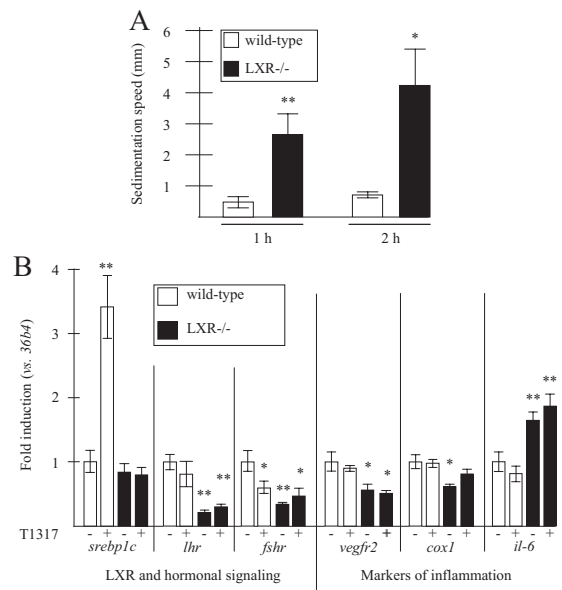 A
Sedimentation speed (mm)
6
5
4
3
2
1
wild-type
LXR-/-
**
*
1 h
2 h
B
Fold induction (vs. 36b4)
4
3
2
1
wild-type
LXR-/-
**
** **
* ** *
* *
*
** **
T1317 - + - + - + - + - + - + - + - + - + - + - + - +
srebp1c lhr fshr vegfr2 cox1 il-6
LXR and hormonal signaling Markers of inflammation